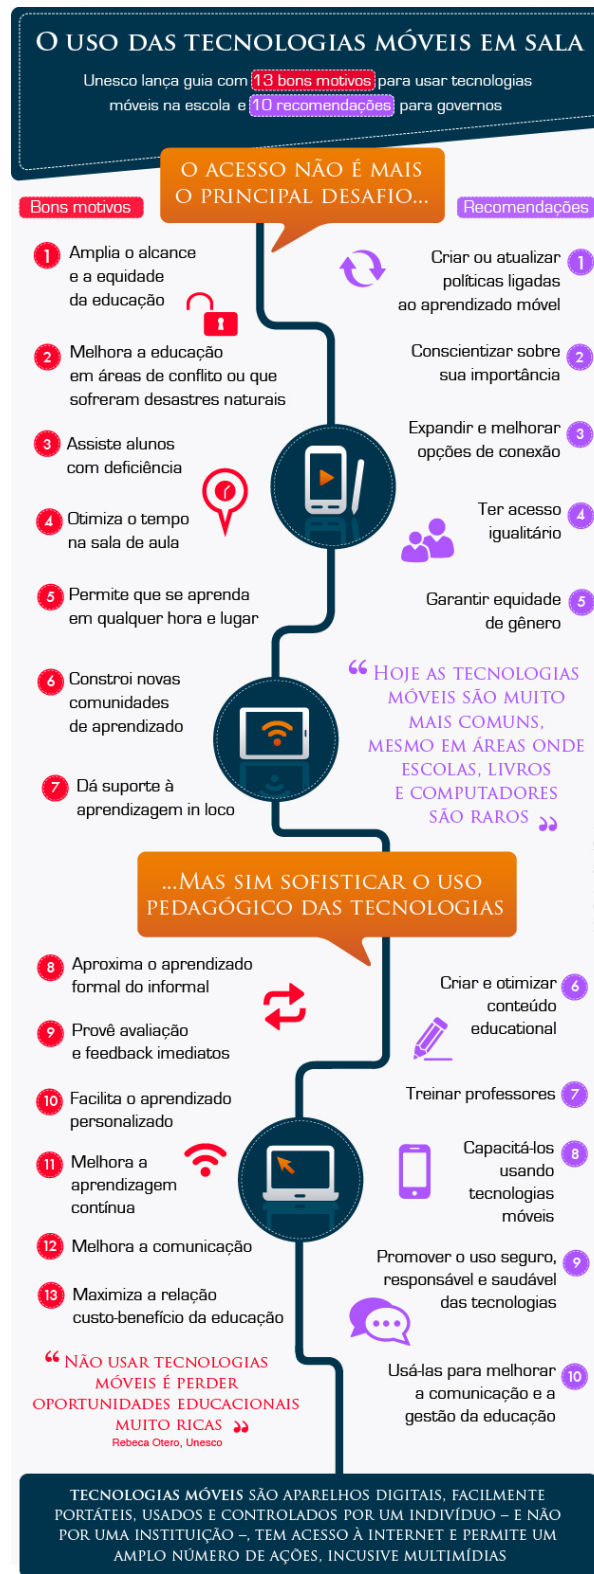 O USO DAS TECNOLOGIAS MÓVEIS EM SALA
Unesco lança guia com 13 bons motivos para usar tecnologias
móveis na escola e 10 recomendações para governos
O ACESSO NÃO É MAIS
O PRINCIPAL DESAFIO...
Bons motivos
1 Amplia o alcance
e a equidade
da educação
2 Melhora a educação
em áreas de conflito ou que
sofreram desastres naturais
3 Assiste alunos
com deficiência
4 Otimiza o tempo
na sala de aula
5 Permite que se aprenda
em qualquer hora e lugar
6 Constroi novas
comunidades
de aprendizado
7 Dá suporte à
aprendizagem in loco
Recomendações
Criar ou atualizar 1
políticas ligadas
ao aprendizado móvel
Conscientizar sobre 2
sua importância
Expandir e melhorar 3
opções de conexão
Ter acesso 4
igualitário
Garantir equidade 5
de gênero
“ HOJE AS TECNOLOGIAS
MÓVEIS SÃO MUITO
MAIS COMUNS,
MESMO EM ÁREAS ONDE
ESCOLAS, LIVROS
E COMPUTADORES
SÃO RAROS ”
...MAS SIM SOFISTICAR O USO
PEDAGÓGICO DAS TECNOLOGIAS
8 Aproxima o aprendizado
formal do informal
9 Provê avaliação
e feedback imediatos
10 Facilita o aprendizado
personalizado
11 Melhora a
aprendizagem
contínua
12 Melhora a comunicação
13 Maximiza a relação
custo-benefício da educação
“ NÃO USAR TECNOLOGIAS
MÓVEIS É PERDER
OPORTUNIDADES EDUCACIONAIS
MUITO RICAS ”
Rebeca Otero, Unesco
Criar e otimizar 6
conteúdo
educational
Treinar professores 7
Capacitá-los 8
usando
tecnologias
móveis
Promover o uso seguro, 9
responsável e saudável
das tecnologias
Usá-las para melhorar 10
a comunicação e a
gestão da educação
TECNOLOGIAS MÓVEIS SÃO APARELHOS DIGITAIS, FACILMENTE
PORTÁTEIS, USADOS E CONTROLADOS POR UM INDIVÍDUO – E NÃO
POR UMA INSTITUIÇÃO –, TEM ACESSO À INTERNET E PERMITE UM
AMPLO NÚMERO DE AÇÕES, INCUSIVE MULTIMÍDIAS